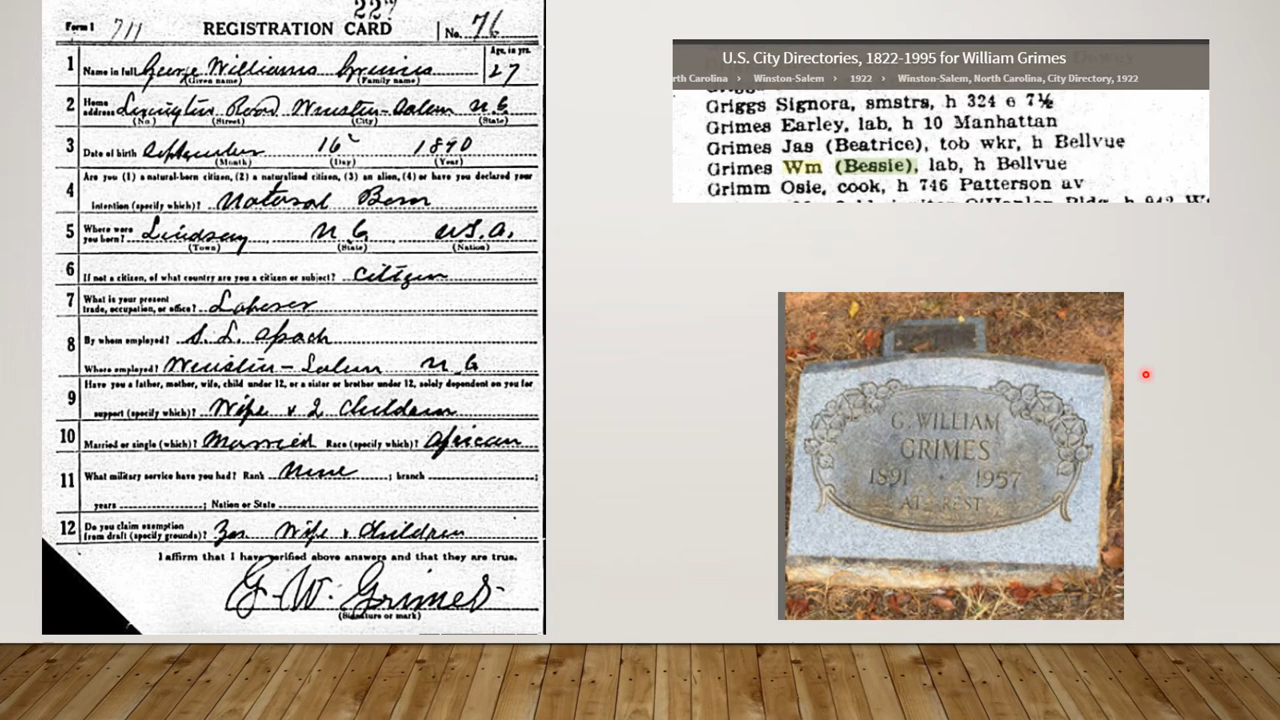 227
Form 1 711 REGISTRATION CARD No. 76
1 Name in full George Williams Grimes Age, in yrs. 27
(Given name) (Family name)
2 Home address Lexington Road Winston-Salem N.C.
(No.) (Street) (City) (State)
3 Date of birth September 16 1890
(Month) (Day) (Year)
4 Are you (1) a natural-born citizen, (2) a naturalized citizen, (3) an alien, (4) or have you declared your
intention (specify which)? Natural Born
5 Where were you born? Lindsay, N.C., U.S.A.
(Town) (State) (Nation)
6 If not a citizen, of what country are you a citizen or subject? Citizen
7 What is your present trade, occupation, or office? Laborer
8 By whom employed? S. L. Spach
Where employed? Winston-Salem N.C.
9 Have you a father, mother, wife, child under 12, or a sister or brother under 12, solely dependent on you for
support (specify which)? Wife & 2 Children
10 Married or single (which)? Married Race (specify which)? African
11 What military service have you had? Rank None; branch ;
years ; Nation or State
12 Do you claim exemption from draft (specify grounds)? Yes Wife & Children
I affirm that I have verified above answers and that they are true.
G. W. Grimes
(Signature or mark)
U.S. City Directories, 1822-1995 for William Grimes
rth Carolina > Winston-Salem > 1922 > Winston-Salem, North Carolina, City Directory, 1922
Griggs Signora, smstrs, h 324 e 7½
Grimes Earley, lab, h 10 Manhattan
Grimes Jas (Beatrice), tob wkr, h Bellvue
Grimes Wm (Bessie), lab, h Bellvue
Grimm Osie, cook, h 746 Patterson av
G. WILLIAM
GRIMES
1891 · 1957
AT REST